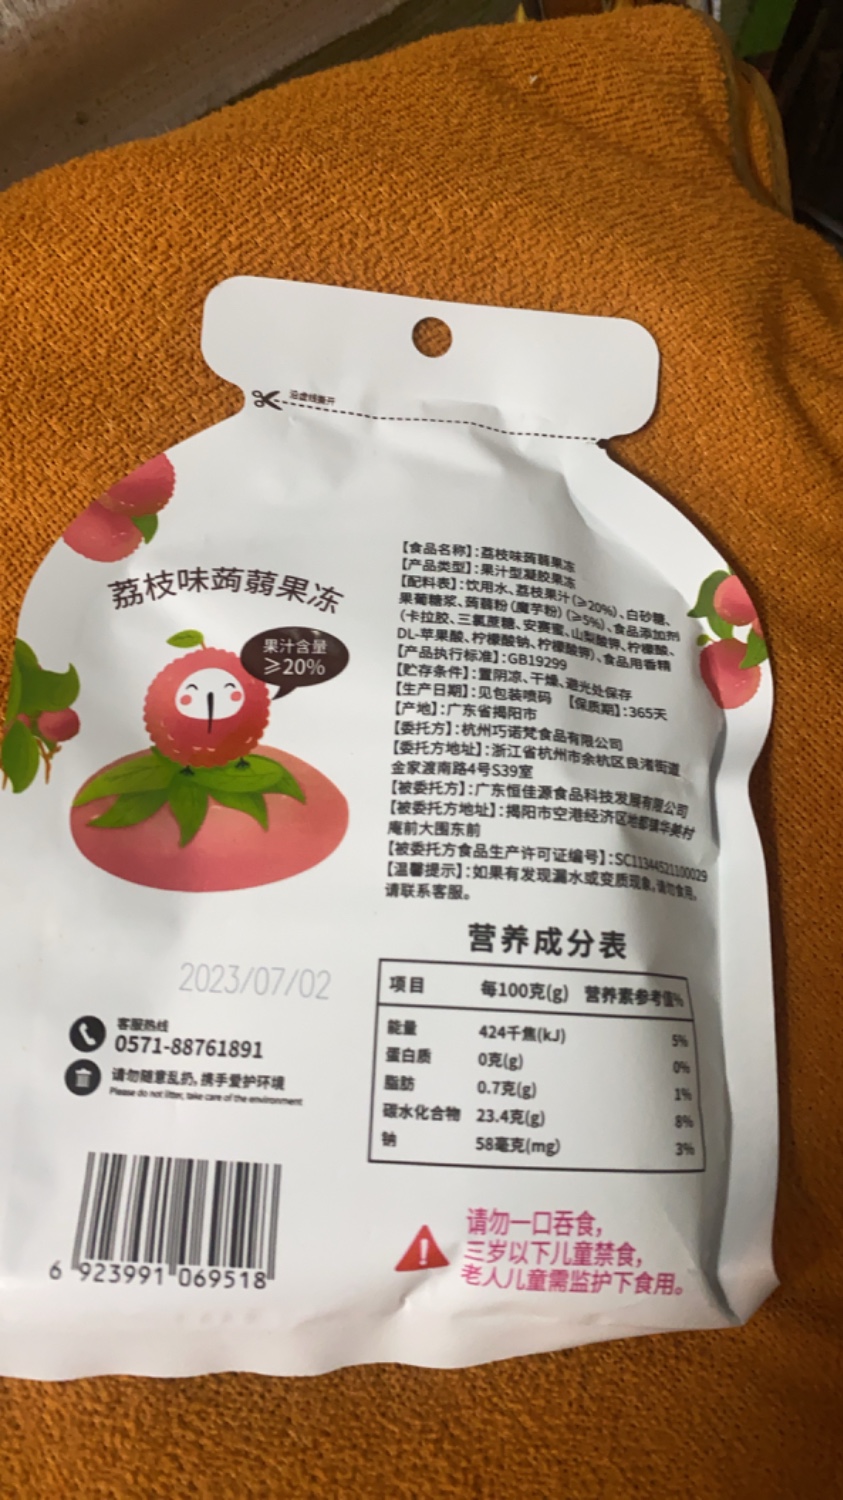 沿虚线撕开
荔枝味蒟蒻果冻
果汁含量
≥20%
【食品名称】:荔枝味蒟蒻果冻
【产品类型】:果汁型凝胶果冻
【配料表】:饮用水、荔枝果汁(≥20%)、白砂糖、
果葡糖浆、蒟蒻粉(魔芋粉)(≥5%)、食品添加剂
(卡拉胶、三氯蔗糖、安赛蜜、山梨酸钾、柠檬酸、
DL-苹果酸、柠檬酸钠、柠檬酸钾)、食品用香精
【产品执行标准】:GB19299
【贮存条件】:置阴凉、干燥、避光处保存
【生产日期】:见包装喷码 【保质期】:365天
【产地】:广东省揭阳市
【委托方】:杭州巧诺梵食品有限公司
【委托方地址】:浙江省杭州市余杭区良渚街道
金家渡南路4号S39室
【被委托方】:广东恒佳源食品科技发展有限公司
【被委托方地址】:揭阳市空港经济区地都镇华美村
庵前大围东前
【被委托方食品生产许可证编号】:SC11344521100029
【温馨提示】:如果有发现漏水或变质现象,请勿食用,
请联系客服。
2023/07/02
客服热线
0571-88761891
请勿随意乱扔,携手爱护环境
Please do not litter, take care of the environment
营养成分表
项目 每100克(g) 营养素参考值%
能量 424千焦(kJ) 5%
蛋白质 0克(g) 0%
脂肪 0.7克(g) 1%
碳水化合物 23.4克(g) 8%
钠 58毫克(mg) 3%
6 923991 069518
请勿一口吞食,
三岁以下儿童禁食,
老人儿童需监护下食用。